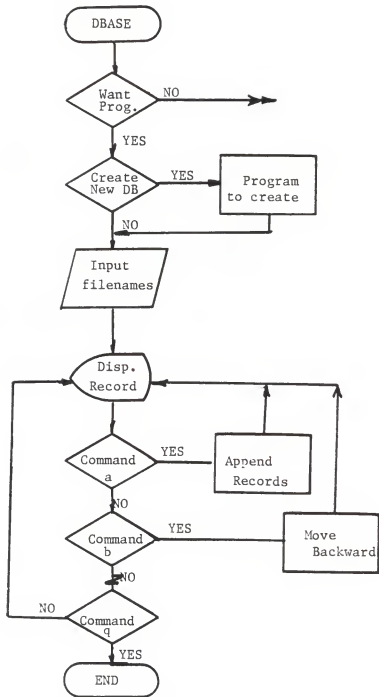 DBASE
Want
Prog.
NO
YES
Create
New DB
YES
Program
to create
NO
Input
filenames
Disp.
Record
Command
a
YES
Append
Records
NO
Command
b
YES
Move
Backward
NO
Command
q
NO
YES
END